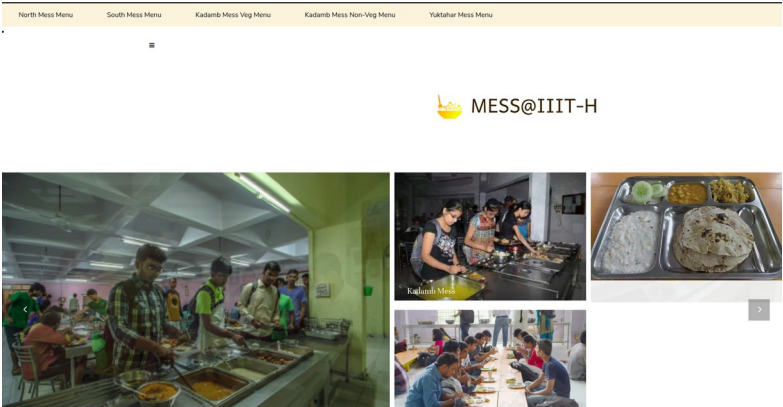 North Mess Menu South Mess Menu Kadamb Mess Veg Menu Kadamb Mess Non-Veg Menu Yuktahar Mess Menu
MESS@IIIT-H
Kadamb Mess